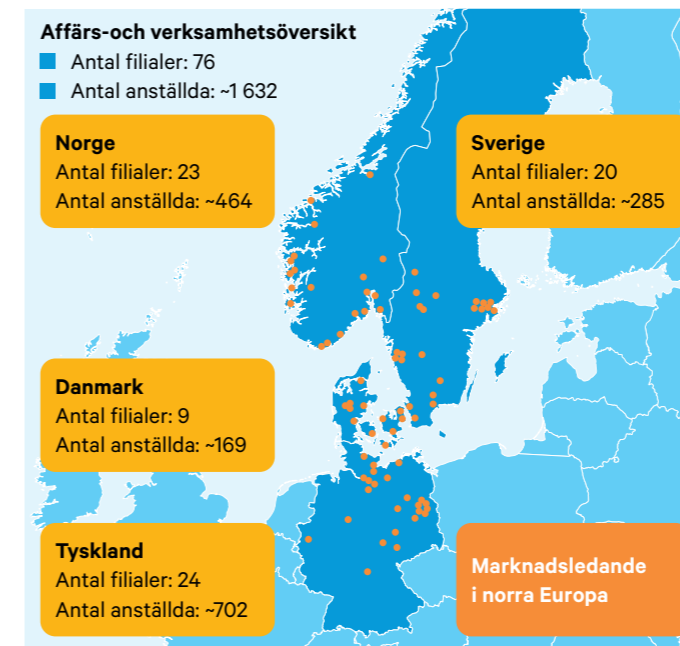 Affärs-och verksamhetsöversikt
Antal filialer: 76
Antal anställda: ~1 632
Norge
Antal filialer: 23
Antal anställda: ~464
Sverige
Antal filialer: 20
Antal anställda: ~285
Danmark
Antal filialer: 9
Antal anställda: ~169
Tyskland
Antal filialer: 24
Antal anställda: ~702
Marknadsledande
i norra Europa